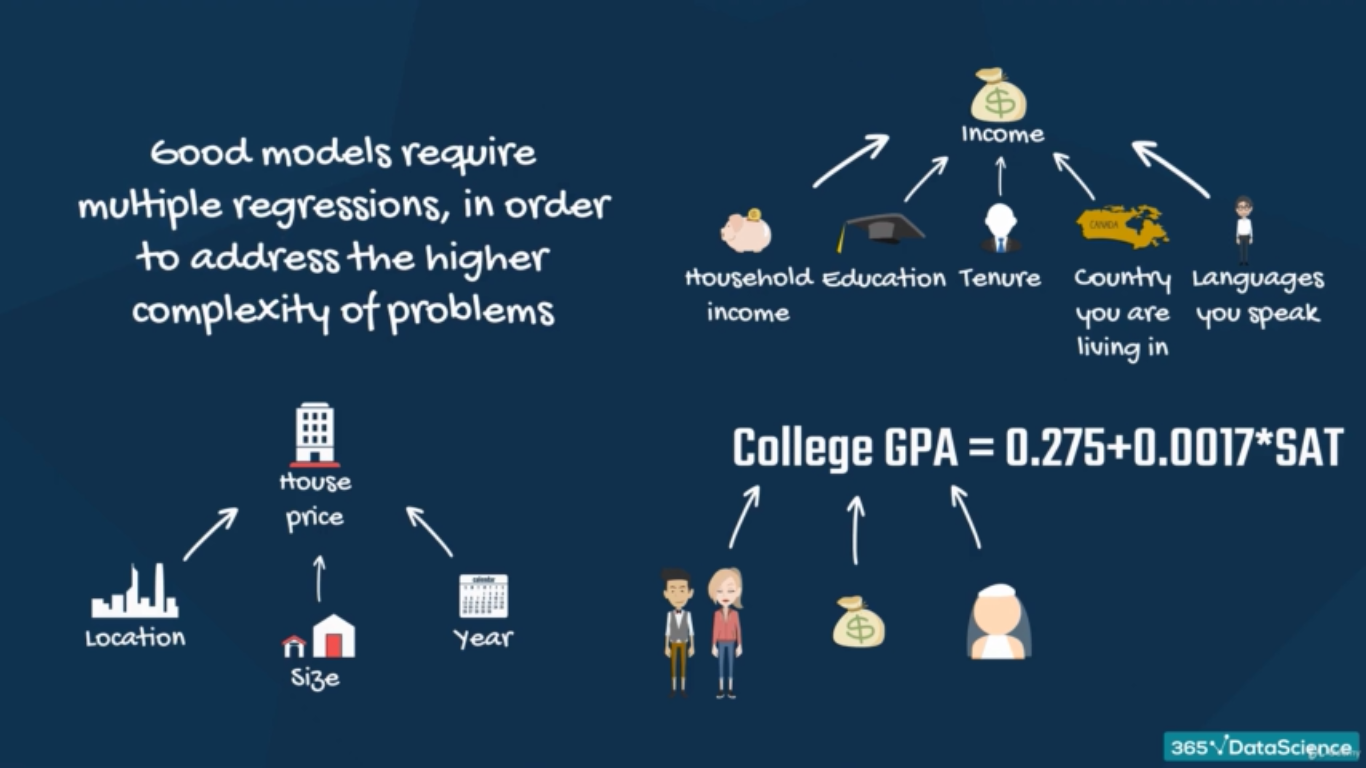 Good models require
multiple regressions, in order
to address the higher
complexity of problems
Income
Household
income
Education
Tenure
CANADA
Country
you are
living in
Languages
you speak
House
price
Location
Size
calendar
Year
College GPA = 0.275+0.0017*SAT
365 DataScience